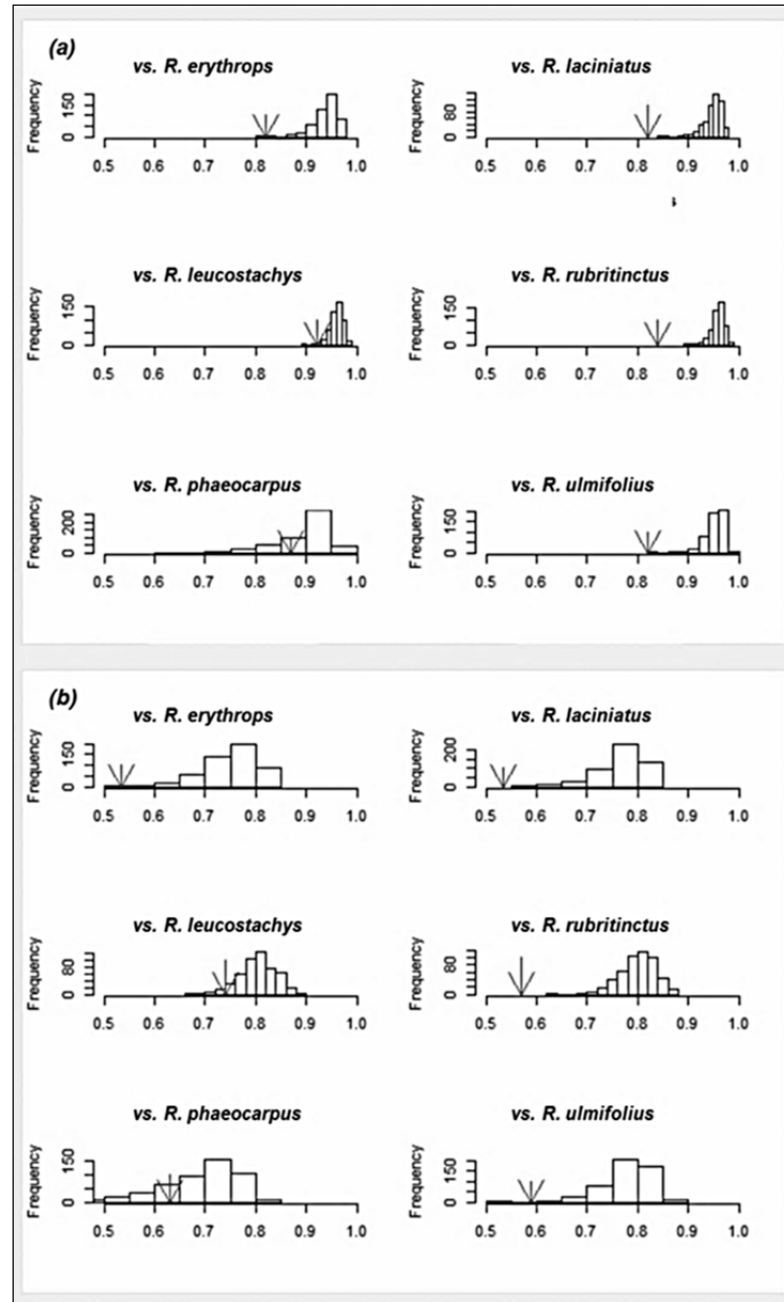 (a)
vs. R. erythrops
vs. R. laciniatus
Frequency
0 150
0.5 0.6 0.7 0.8 0.9 1.0
Frequency
0 80
0.5 0.6 0.7 0.8 0.9 1.0
vs. R. leucostachys
vs. R. rubritinctus
Frequency
0 150
0.5 0.6 0.7 0.8 0.9 1.0
Frequency
0 150
0.5 0.6 0.7 0.8 0.9 1.0
vs. R. phaeocarpus
vs. R. ulmifolius
Frequency
0 200
0.5 0.6 0.7 0.8 0.9 1.0
Frequency
0 150
0.5 0.6 0.7 0.8 0.9 1.0
(b)
vs. R. erythrops
vs. R. laciniatus
Frequency
0 150
0.5 0.6 0.7 0.8 0.9 1.0
Frequency
0 200
0.5 0.6 0.7 0.8 0.9 1.0
vs. R. leucostachys
vs. R. rubritinctus
Frequency
0 80
0.5 0.6 0.7 0.8 0.9 1.0
Frequency
0 80
0.5 0.6 0.7 0.8 0.9 1.0
vs. R. phaeocarpus
vs. R. ulmifolius
Frequency
0 150
0.5 0.6 0.7 0.8 0.9 1.0
Frequency
0 150
0.5 0.6 0.7 0.8 0.9 1.0